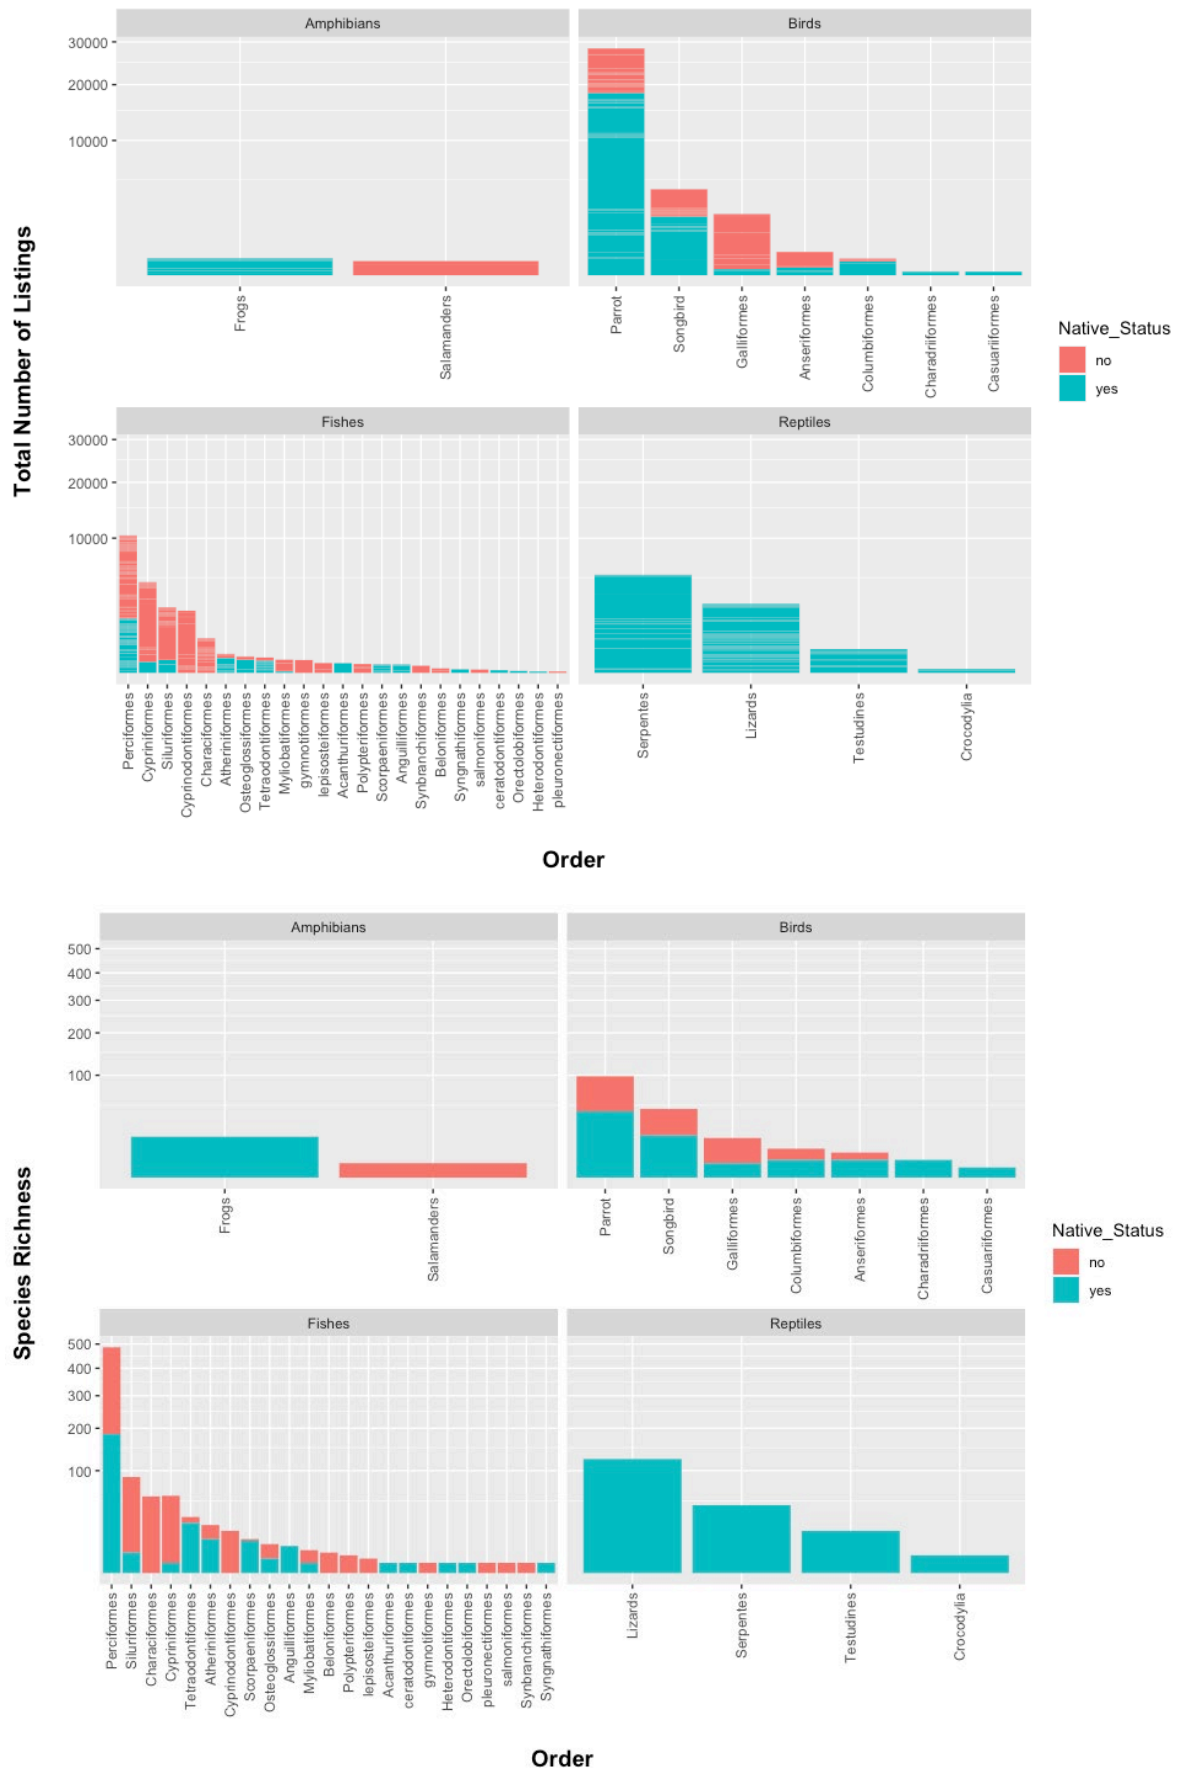 Amphibians
Birds
30000
20000
10000
Frogs
Salamanders
Parrot
Songbird
Galliformes
Anseriformes
Columbiformes
Charadriiformes
Casuariiformes
Total Number of Listings
Native_Status
no
yes
Fishes
Reptiles
30000
20000
10000
Perciformes
Cypriniformes
Siluriformes
Cyprinodontiformes
Characiformes
Atheriniformes
Osteoglossiformes
Tetraodontiformes
Myliobatiformes
gymnotiformes
lepisosteiformes
Acanthuriformes
Polypteriformes
Scorpaeniformes
Anguilliformes
Synbranchiformes
Beloniformes
Syngnathiformes
salmoniformes
ceratodontiformes
Orectolobiformes
Heterodontiformes
pleuronectiformes
Serpentes
Lizards
Testudines
Crocodylia
Order
Amphibians
Birds
500
400
300
200
100
Frogs
Salamanders
Parrot
Songbird
Galliformes
Columbiformes
Anseriformes
Charadriiformes
Casuariiformes
Species Richness
Native_Status
no
yes
Fishes
Reptiles
500
400
300
200
100
Perciformes
Siluriformes
Characiformes
Cypriniformes
Tetraodontiformes
Atheriniformes
Cyprinodontiformes
Scorpaeniformes
Osteoglossiformes
Anguilliformes
Myliobatiformes
Beloniformes
Polypteriformes
lepisosteiformes
Acanthuriformes
ceratodontiformes
gymnotiformes
Heterodontiformes
Orectolobiformes
pleuronectiformes
salmoniformes
Synbranchiformes
Syngnathiformes
Lizards
Serpentes
Testudines
Crocodylia
Order